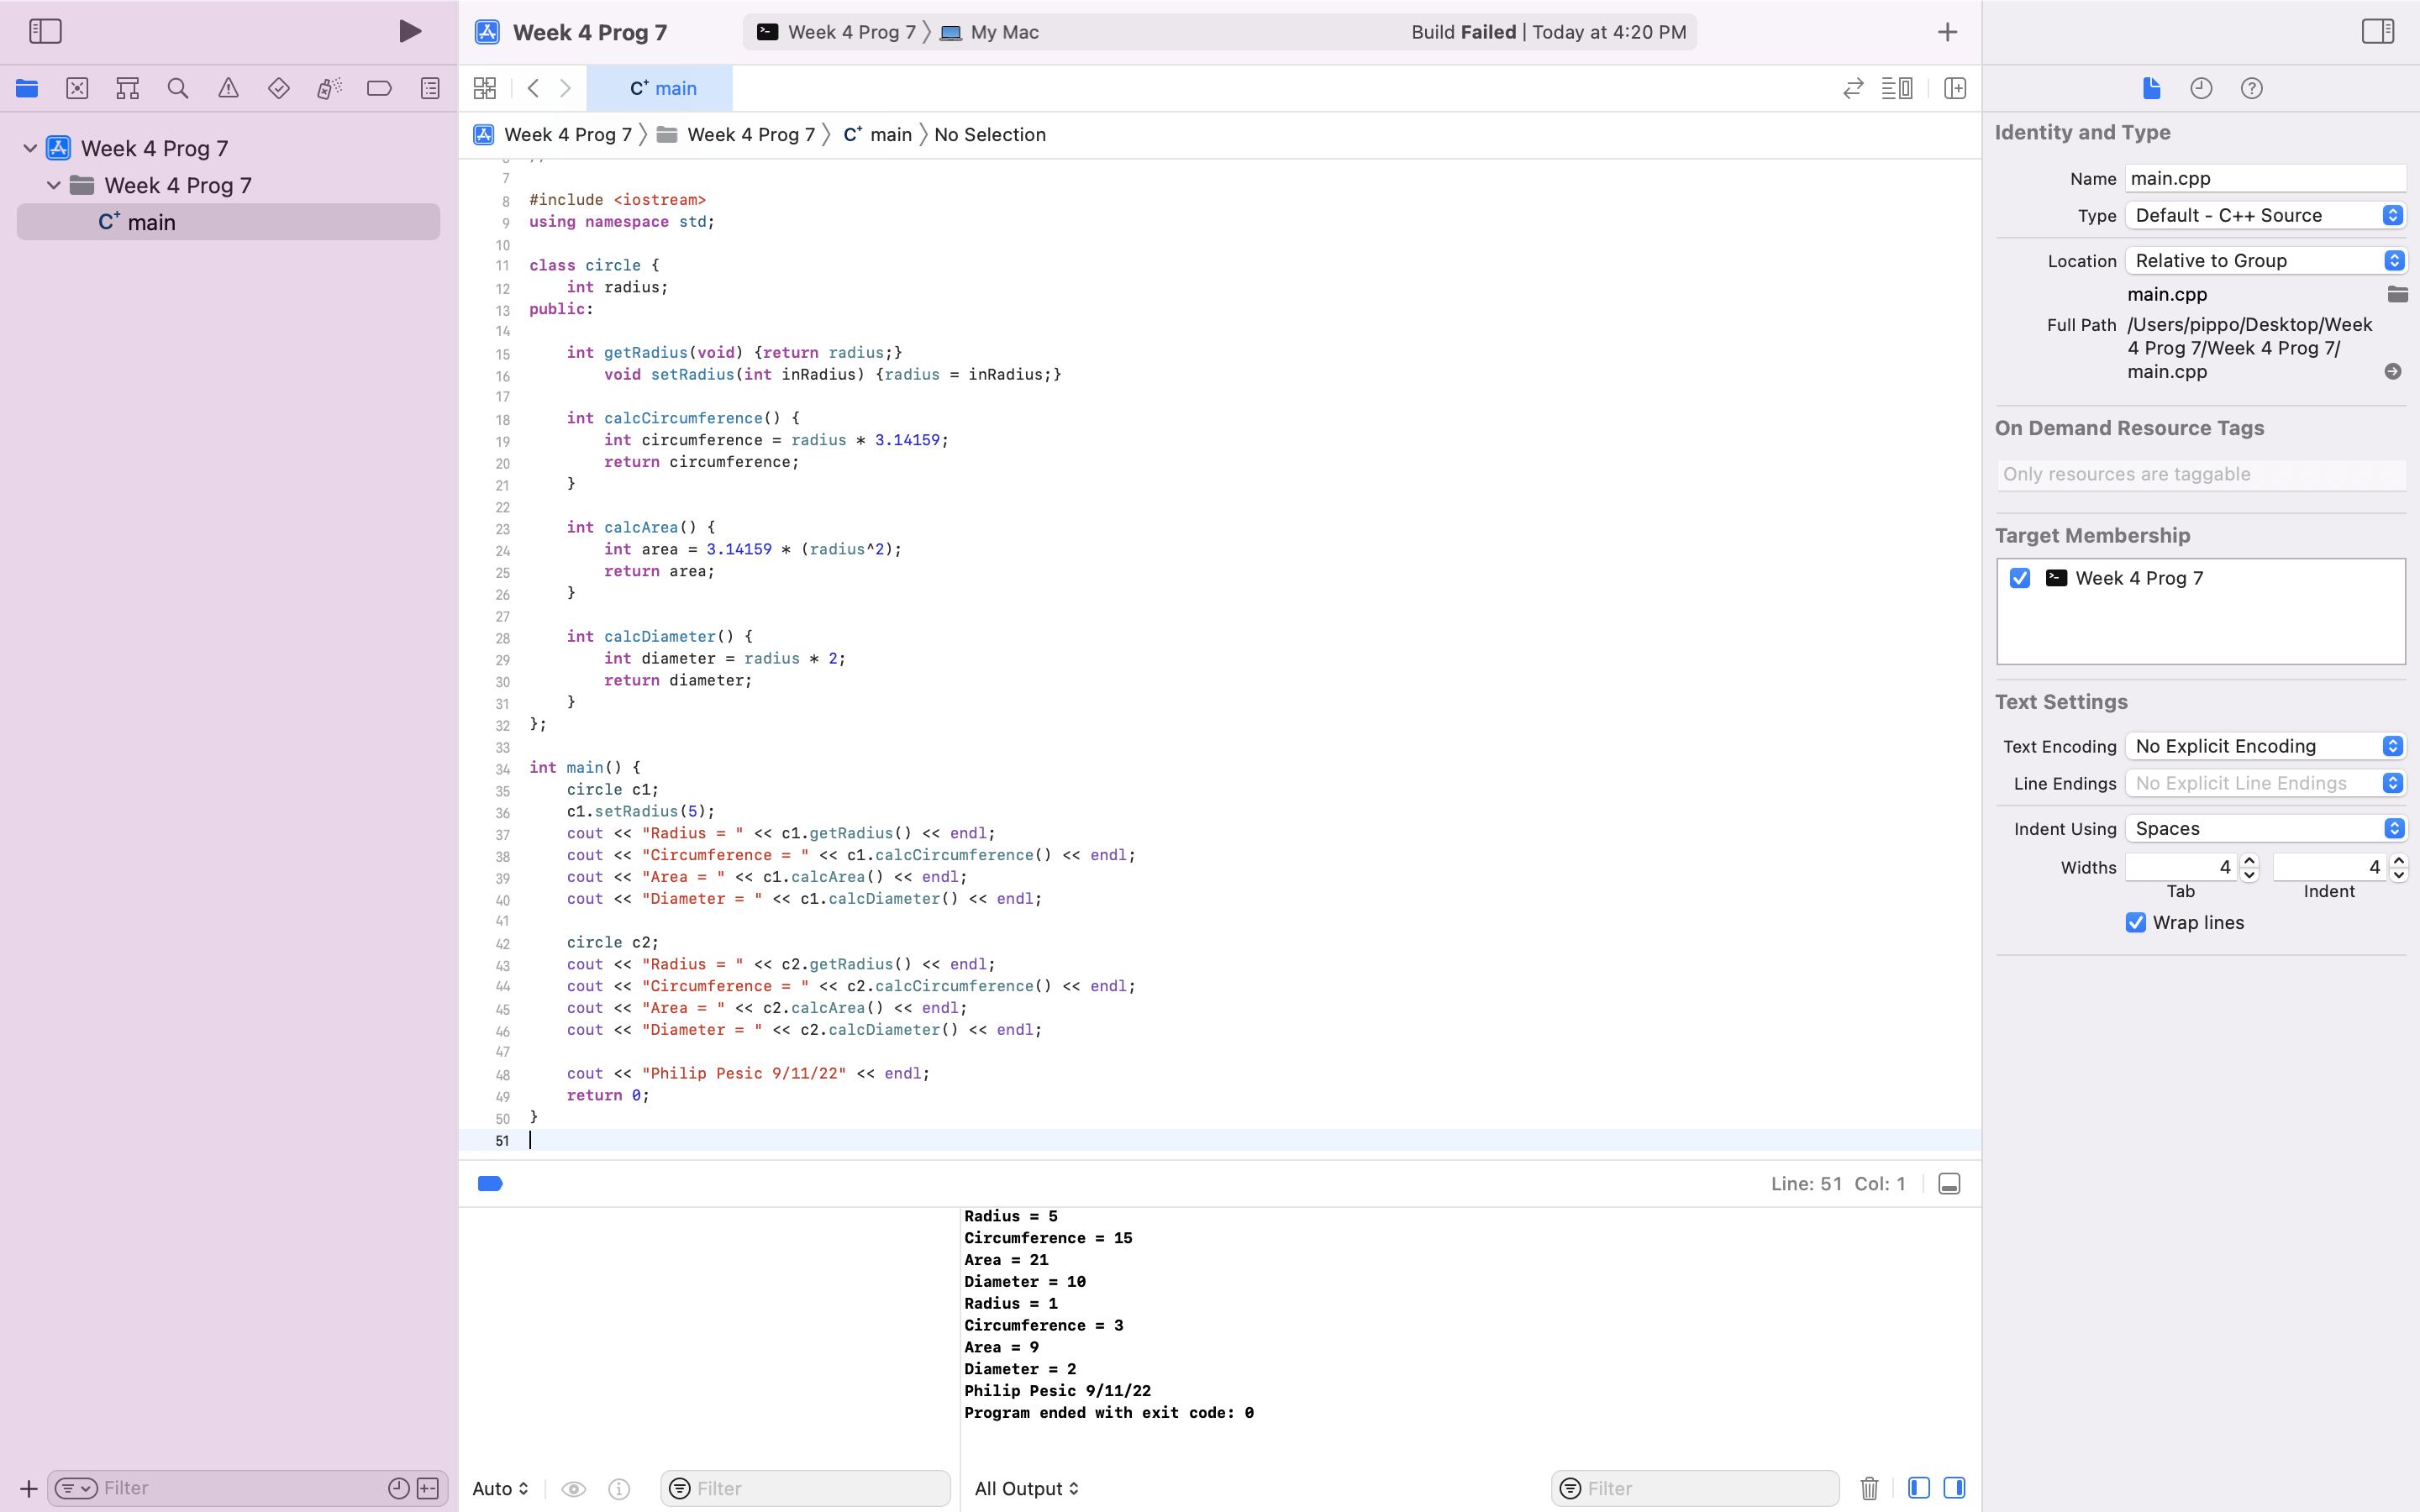 Week 4 Prog 7
Week 4 Prog 7 〉 My Mac
Build Failed | Today at 4:20 PM
C+ main
Week 4 Prog 7 〉 Week 4 Prog 7 〉 C+ main 〉 No Selection
Week 4 Prog 7
Week 4 Prog 7
C+ main
7
8 #include <iostream>
9 using namespace std;
10
11 class circle {
12     int radius;
13 public:
14
15     int getRadius(void) {return radius;}
16         void setRadius(int inRadius) {radius = inRadius;}
17
18     int calcCircumference() {
19         int circumference = radius * 3.14159;
20         return circumference;
21     }
22
23     int calcArea() {
24         int area = 3.14159 * (radius^2);
25         return area;
26     }
27
28     int calcDiameter() {
29         int diameter = radius * 2;
30         return diameter;
31     }
32 };
33
34 int main() {
35     circle c1;
36     c1.setRadius(5);
37     cout << "Radius = " << c1.getRadius() << endl;
38     cout << "Circumference = " << c1.calcCircumference() << endl;
39     cout << "Area = " << c1.calcArea() << endl;
40     cout << "Diameter = " << c1.calcDiameter() << endl;
41
42     circle c2;
43     cout << "Radius = " << c2.getRadius() << endl;
44     cout << "Circumference = " << c2.calcCircumference() << endl;
45     cout << "Area = " << c2.calcArea() << endl;
46     cout << "Diameter = " << c2.calcDiameter() << endl;
47
48     cout << "Philip Pesic 9/11/22" << endl;
49     return 0;
50 }
51
Line: 51 Col: 1
Radius = 5
Circumference = 15
Area = 21
Diameter = 10
Radius = 1
Circumference = 3
Area = 9
Diameter = 2
Philip Pesic 9/11/22
Program ended with exit code: 0
Filter
Auto
Filter
All Output
Filter
Identity and Type
Name main.cpp
Type Default - C++ Source
Location Relative to Group
main.cpp
Full Path /Users/pippo/Desktop/Week
4 Prog 7/Week 4 Prog 7/
main.cpp
On Demand Resource Tags
Only resources are taggable
Target Membership
Week 4 Prog 7
Text Settings
Text Encoding No Explicit Encoding
Line Endings No Explicit Line Endings
Indent Using Spaces
Widths 4 4
Tab Indent
Wrap lines